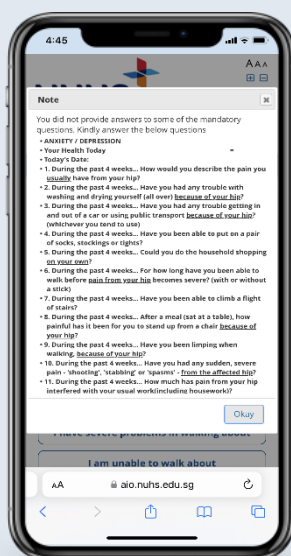 4:45
AAA
Note
You did not provide answers to some of the mandatory
questions. Kindly answer the below questions
• ANXIETY / DEPRESSION
• Your Health Today
• Today's Date:
• 1. During the past 4 weeks... How would you describe the pain you
usually have from your hip?
• 2. During the past 4 weeks... Have you had any trouble with
washing and drying yourself (all over) because of your hip?
• 3. During the past 4 weeks... Have you had any trouble getting in
and out of a car or using public transport because of your hip?
(whichever you tend to use)
• 4. During the past 4 weeks... Have you been able to put on a pair
of socks, stockings or tights?
• 5. During the past 4 weeks... Could you do the household shopping
on your own?
• 6. During the past 4 weeks... For how long have you been able to
walk before pain from your hip becomes severe? (with or without
a stick)
• 7. During the past 4 weeks... Have you been able to climb a flight
of stairs?
• 8. During the past 4 weeks... After a meal (sat at a table), how
painful has it been for you to stand up from a chair because of
your hip?
• 9. During the past 4 weeks... Have you been limping when
walking, because of your hip?
• 10. During the past 4 weeks... Have you had any sudden, severe
pain - 'shooting', 'stabbing' or 'spasms' - from the affected hip?
• 11. During the past 4 weeks... How much has pain from your hip
interfered with your usual work(including housework)?
Okay
I have severe problems in walking about
I am unable to walk about
AA
aio.nuhs.edu.sg